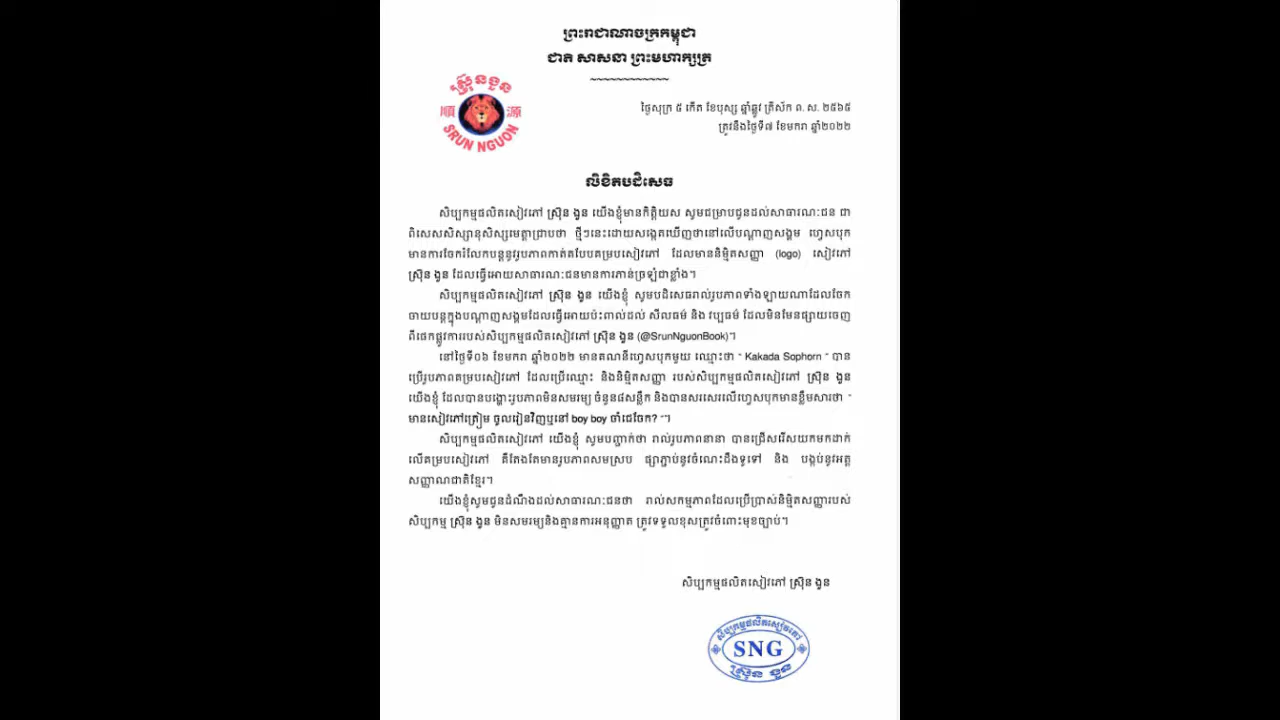 ព្រះរាជាណាចក្រកម្ពុជា
ជាតិ សាសនា ព្រះមហាក្សត្រ
ស្រ៊ុន ងួន
順 源
SRUN NGUON
ថ្ងៃសុក្រ ៥ កើត ខែបុស្ស ឆ្នាំឆ្លូវ ត្រីស័ក ព. ស. ២៥៦៥
ត្រូវនឹងថ្ងៃទី៧ ខែមករា ឆ្នាំ២០២២
លិខិតបដិសេធ
សិប្បកម្មផលិតសៀវភៅ ស្រ៊ុន ងួន យើងខ្ញុំមានកិត្តិយស សូមជម្រាបជូនដល់សាធារណៈជន ជា
ពិសេសសិស្សានុសិស្សមេត្តាជ្រាបថា ថ្មីៗនេះដោយសង្កេតឃើញថានៅលើបណ្តាញសង្គម ហ្វេសបុក
មានការចែករំលែកបន្តនូវរូបភាពកាត់តបែបគម្របសៀវភៅ ដែលមាននិម្មិតសញ្ញា (logo) សៀវភៅ
ស្រ៊ុន ងួន ដែលធ្វើអោយសាធារណៈជនមានការភាន់ច្រឡំជាខ្លាំង។
សិប្បកម្មផលិតសៀវភៅ ស្រ៊ុន ងួន យើងខ្ញុំ សូមបដិសេធរាល់រូបភាពទាំងឡាយណាដែលចែក
ចាយបន្តក្នុងបណ្តាញសង្គមដែលធ្វើអោយប៉ះពាល់ដល់ សីលធម៌ និង វប្បធម៌ ដែលមិនមែនផ្សាយចេញ
ពីផេកផ្លូវការរបស់សិប្បកម្មផលិតសៀវភៅ ស្រ៊ុន ងួន (@SrunNguonBook)។
នៅថ្ងៃទី០៦ ខែមករា ឆ្នាំ២០២២ មានគណនីហ្វេសបុកមួយ ឈ្មោះថា “ Kakada Sophorn ” បាន
ប្រើរូបភាពគម្របសៀវភៅ ដែលប្រើឈ្មោះ និងនិម្មិតសញ្ញា របស់សិប្បកម្មផលិតសៀវភៅ ស្រ៊ុន ងួន
យើងខ្ញុំ ដែលបានបង្ហោះរូបភាពមិនសមរម្យ ចំនួន៨សន្លឹក និងបានសរសេរលើហ្វេសបុកមានខ្លឹមសារថា “
មានសៀវភៅត្រៀម ចូលរៀនវិញឬនៅ boy boy ចាំជេចែក? ”។
សិប្បកម្មផលិតសៀវភៅ យើងខ្ញុំ សូមបញ្ជាក់ថា រាល់រូបភាពនានា បានជ្រើសរើសយកមកដាក់
លើគម្របសៀវភៅ គឺតែងតែមានរូបភាពសមស្រប ផ្សាភ្ជាប់នូវចំណេះដឹងទូទៅ និង បង្កប់នូវអត្ត
សញ្ញាណជាតិខ្មែរ។
យើងខ្ញុំសូមជូនដំណឹងដល់សាធារណៈជនថា រាល់សកម្មភាពដែលប្រើប្រាស់និម្មិតសញ្ញារបស់
សិប្បកម្ម ស្រ៊ុន ងួន មិនសមរម្យនិងគ្មានការអនុញ្ញាត ត្រូវទទួលខុសត្រូវចំពោះមុខច្បាប់។
សិប្បកម្មផលិតសៀវភៅ ស្រ៊ុន ងួន
សិប្បកម្មផលិតសៀវភៅ
SNG
ស្រ៊ុន ងួន